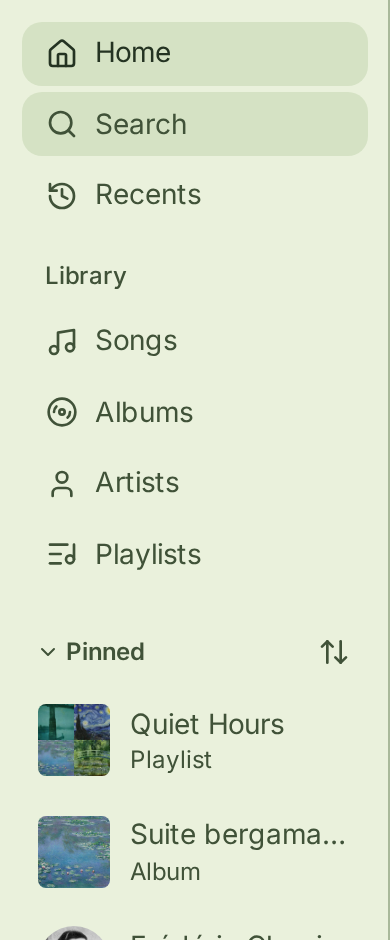 Home
Search
Recents
Library
Songs
Albums
Artists
Playlists
Pinned
Quiet Hours
Playlist
Suite bergama...
Album